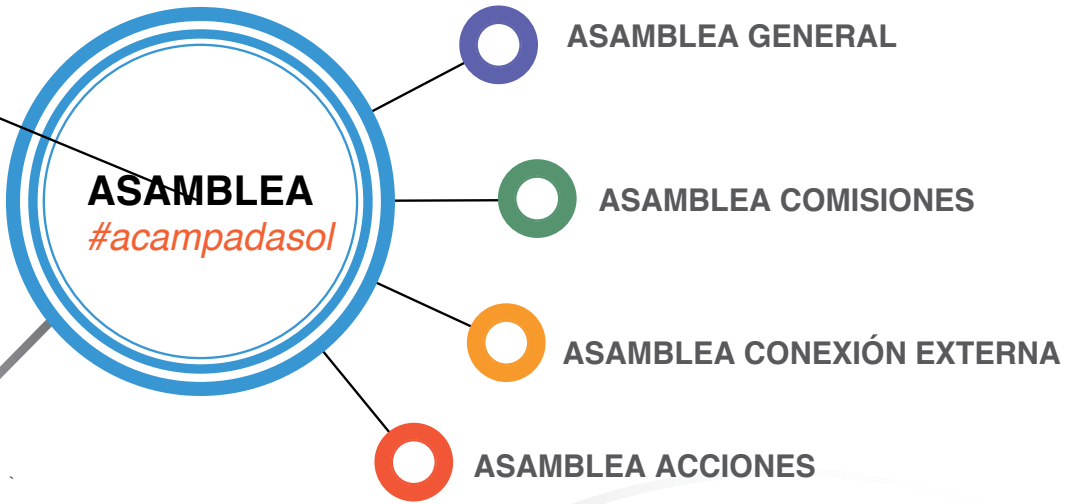 ASAMBLEA GENERAL
ASAMBLEA
#acampadasol
ASAMBLEA COMISIONES
ASAMBLEA CONEXIÓN EXTERNA
ASAMBLEA ACCIONES